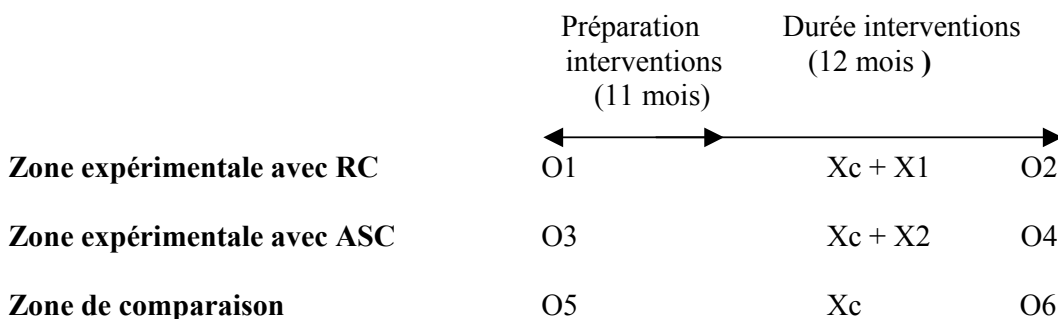 Préparation Durée interventions
interventions (12 mois )
(11 mois)
Zone expérimentale avec RC O1 Xc + X1 O2
Zone expérimentale avec ASC O3 Xc + X2 O4
Zone de comparaison O5 Xc O6